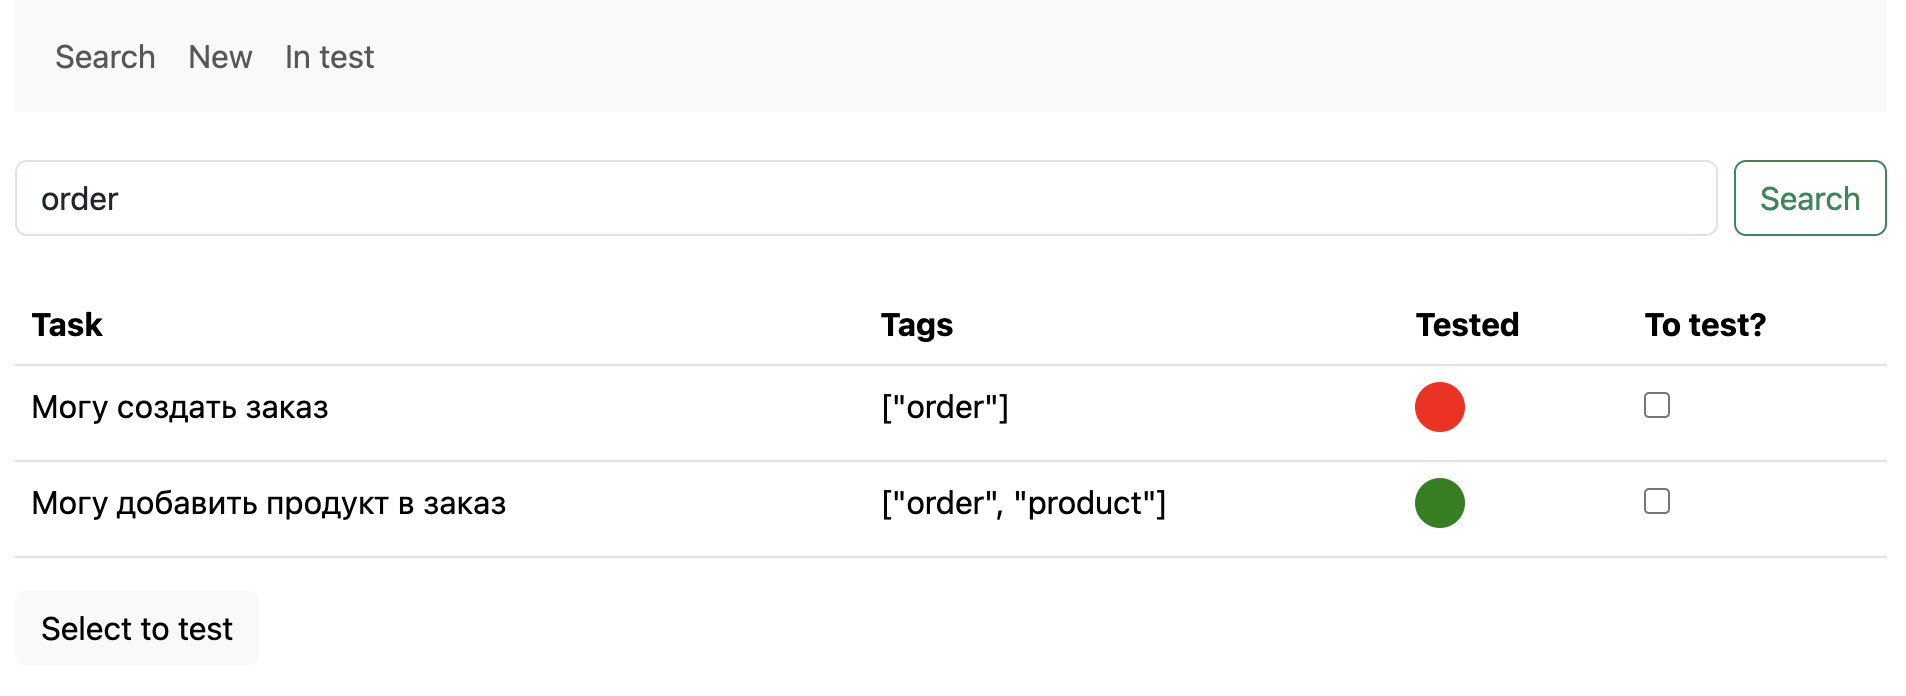 Search New In test
order Search
Task Tags Tested To test?
Могу создать заказ ["order"]
Могу добавить продукт в заказ ["order", "product"]
Select to test